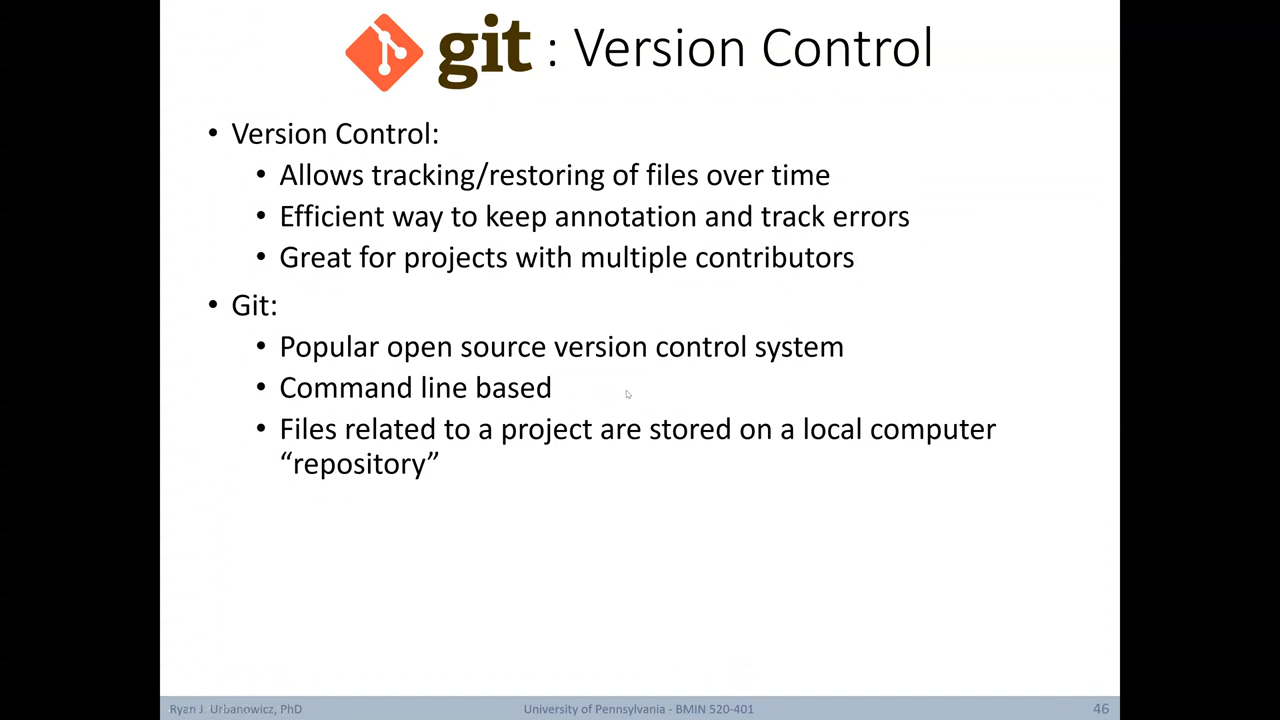 git : Version Control
• Version Control:
• Allows tracking/restoring of files over time
• Efficient way to keep annotation and track errors
• Great for projects with multiple contributors
• Git:
• Popular open source version control system
• Command line based
• Files related to a project are stored on a local computer
“repository”
Ryan J. Urbanowicz, PhD
University of Pennsylvania - BMIN 520-401
46